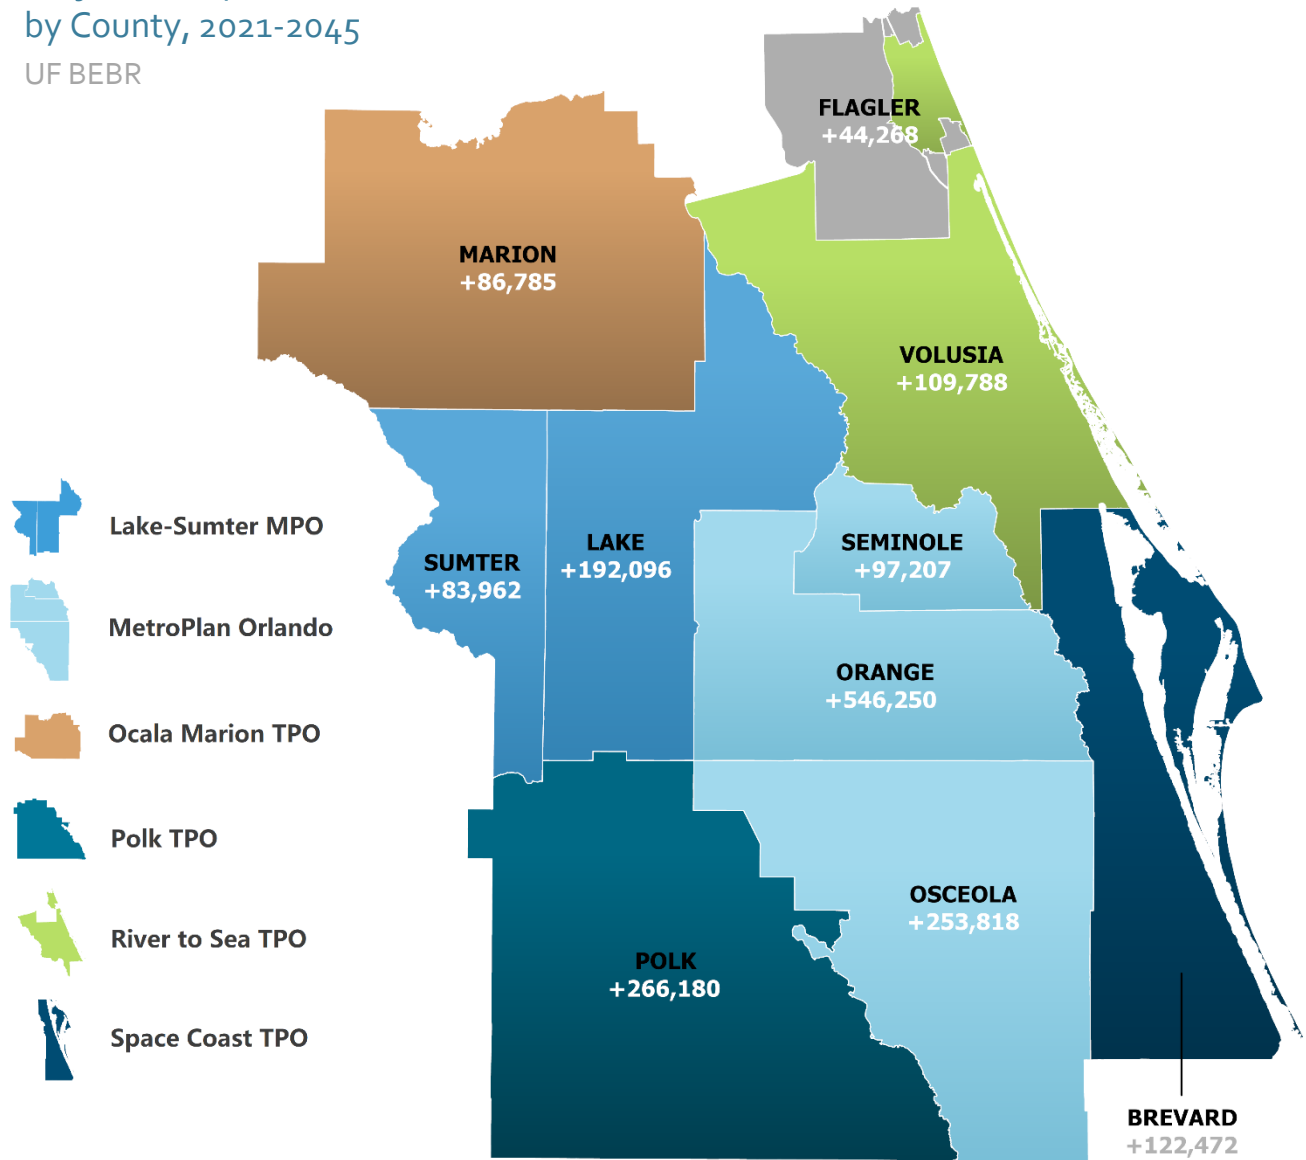 by County, 2021-2045
UF BEBR
FLAGLER
+44,268
MARION
+86,785
VOLUSIA
+109,788
Lake-Sumter MPO
SUMTER
+83,962
LAKE
+192,096
SEMINOLE
+97,207
MetroPlan Orlando
ORANGE
+546,250
Ocala Marion TPO
Polk TPO
OSCEOLA
+253,818
River to Sea TPO
POLK
+266,180
Space Coast TPO
BREVARD
+122,472